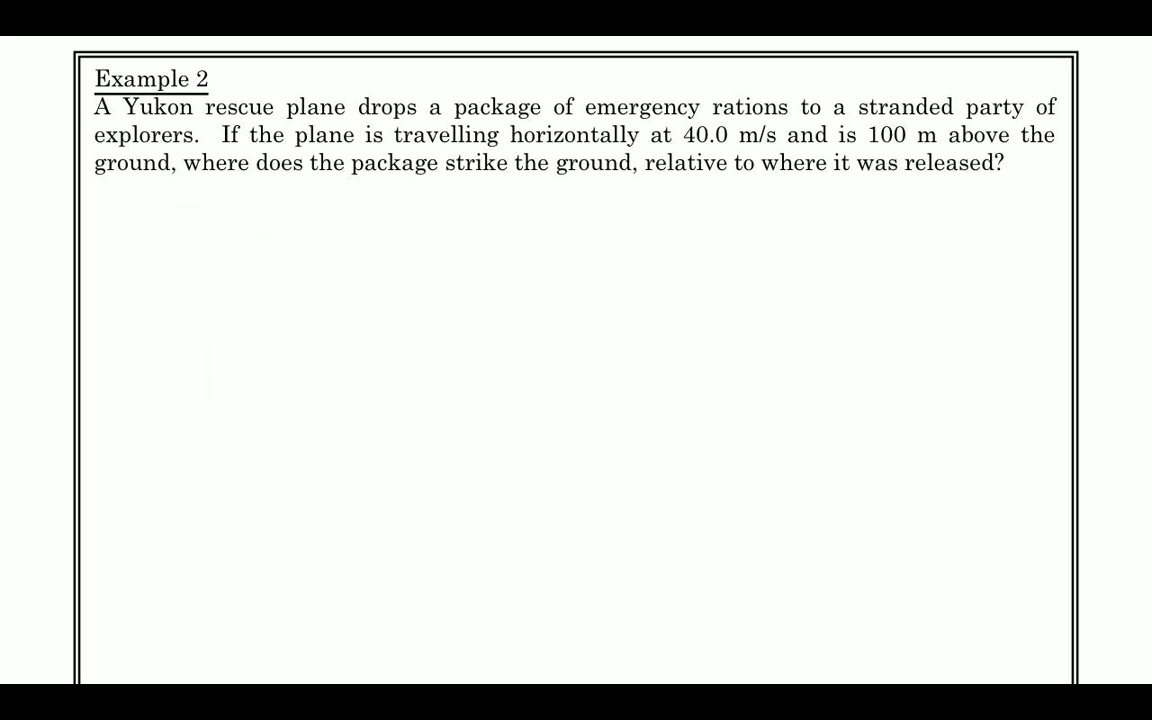 Example 2
A Yukon rescue plane drops a package of emergency rations to a stranded party of
explorers. If the plane is travelling horizontally at 40.0 m/s and is 100 m above the
ground, where does the package strike the ground, relative to where it was released?